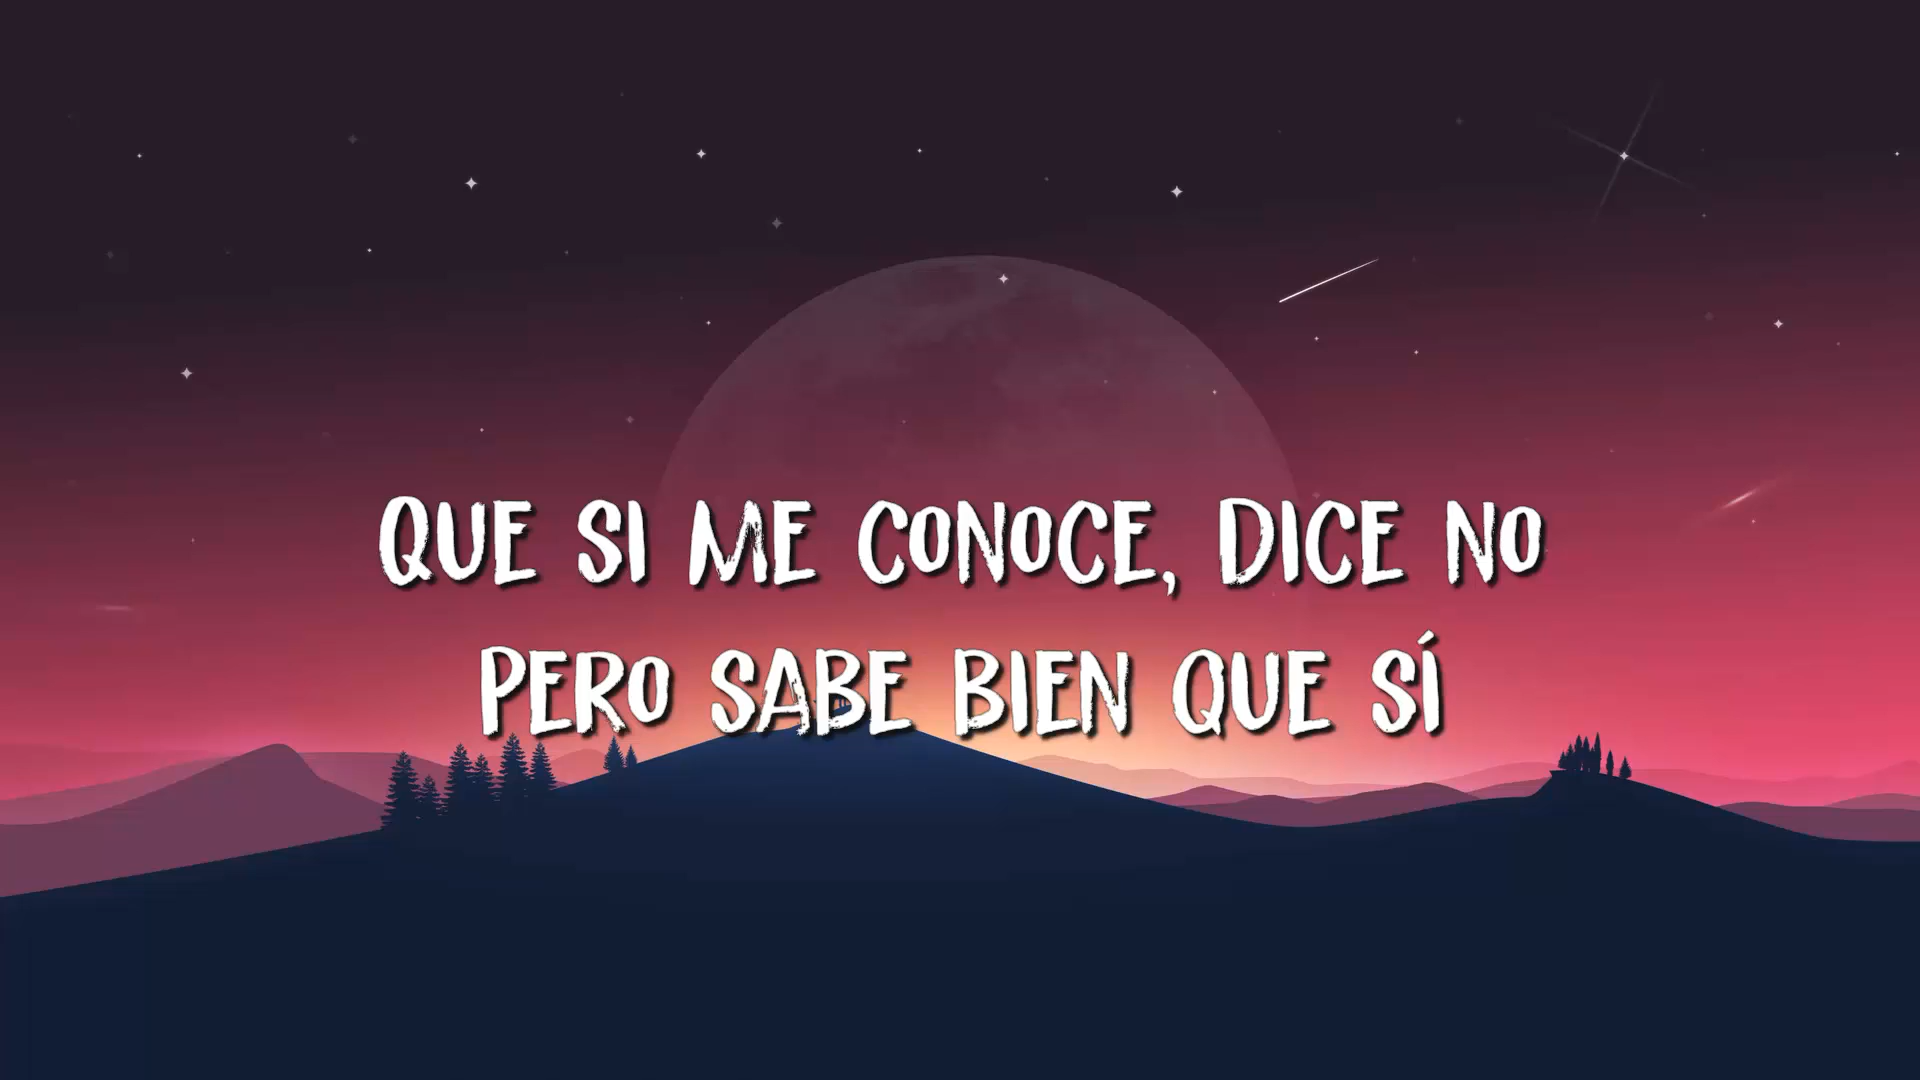 QUE SI ME CONOCE, DICE NO
PERO SABE BIEN QUE SÍ